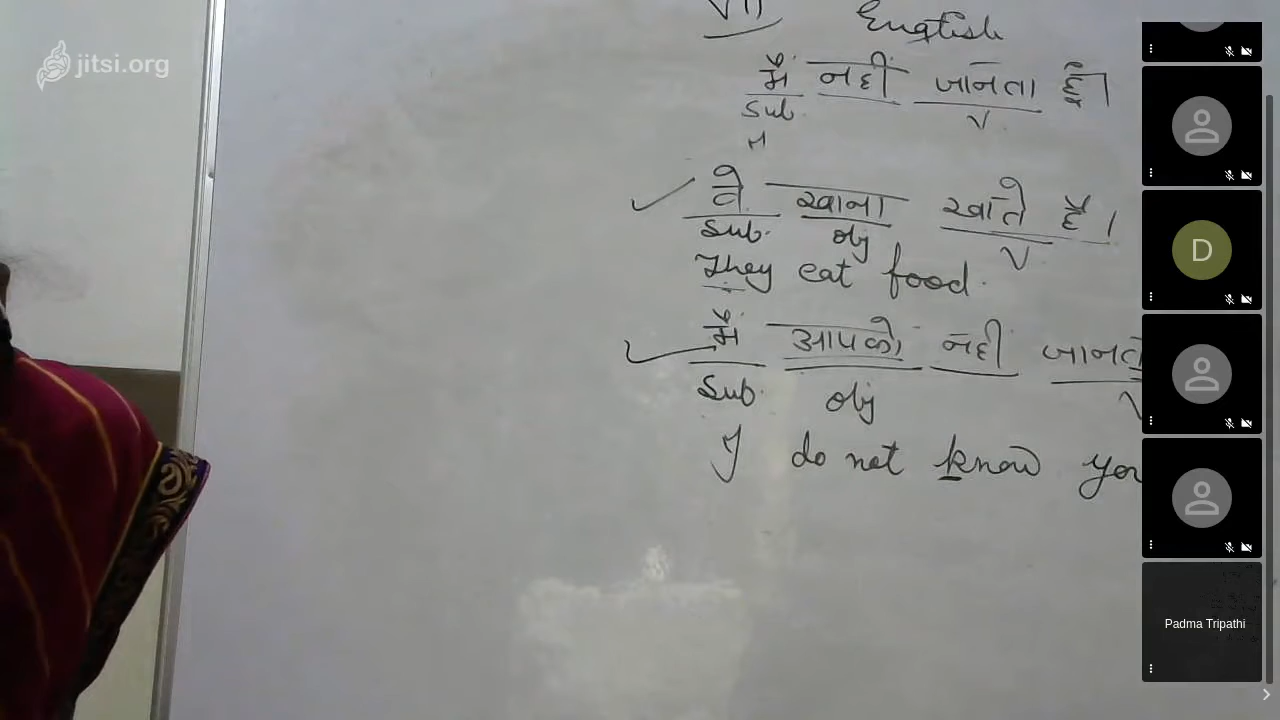 jitsi.org
VII English
मैं नही जानता हूँ।
Sub. V
वे खाना खाते है।
Sub. obj V
They eat food.
मैं आपको नही जानते
Sub. obj V
I do not know you
D
Padma Tripathi